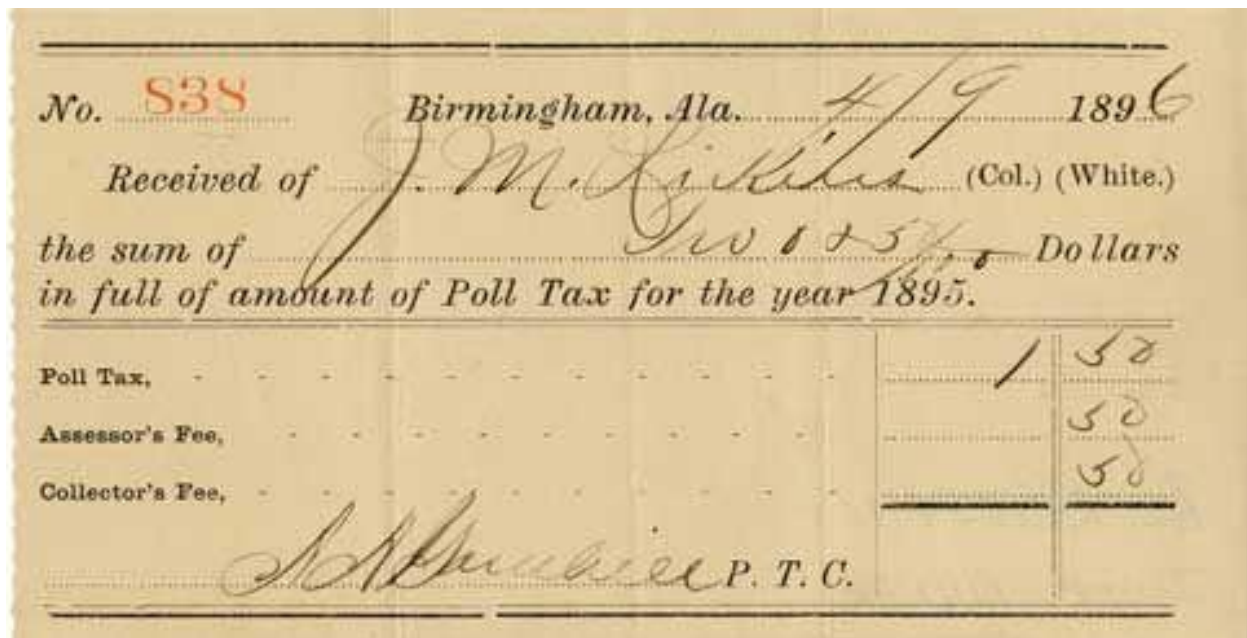 No. 838 Birmingham, Ala. 4/9 1896
Received of J. M. (Col.) (White.)
the sum of Two & 50/100 Dollars
in full of amount of Poll Tax for the year 1895.
Poll Tax, - - - - - - - - - - 1 50
Assessor's Fee, - - - - - - - - - 50
Collector's Fee, - - - - - - - - - 50
P. T. C.